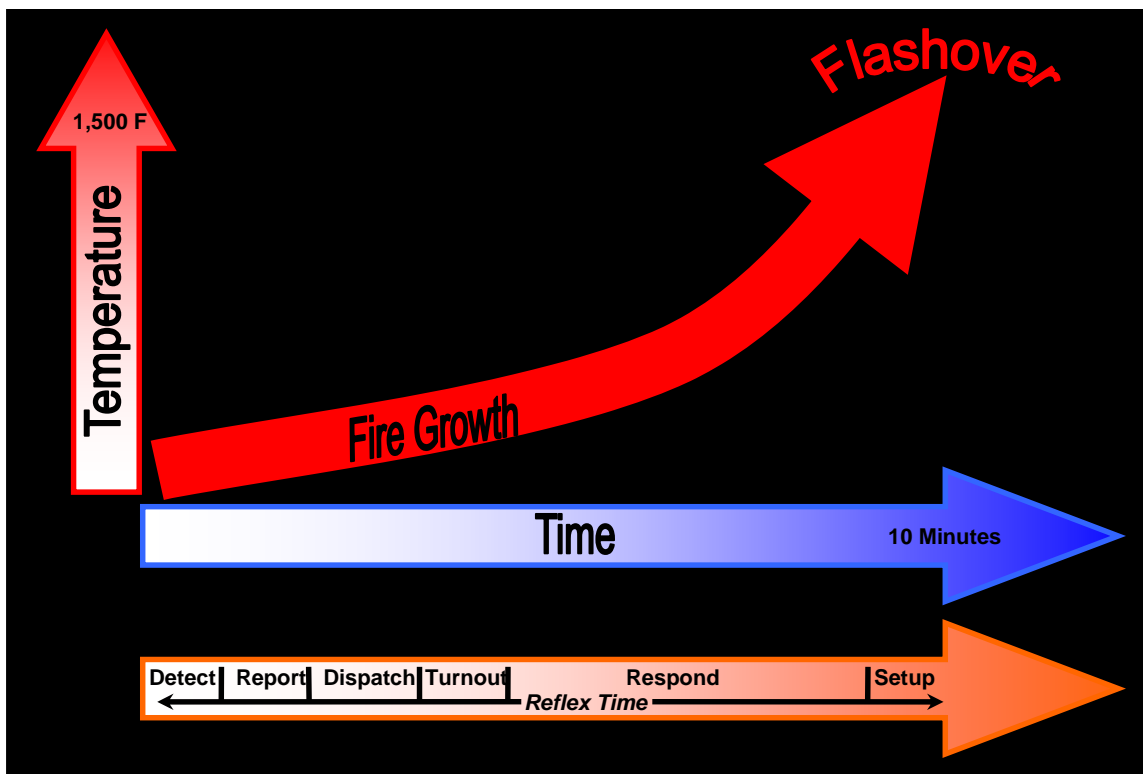 Flashover
1,500 F
Temperature
Fire Growth
Time
10 Minutes
Detect Report Dispatch Turnout Respond Setup
Reflex Time